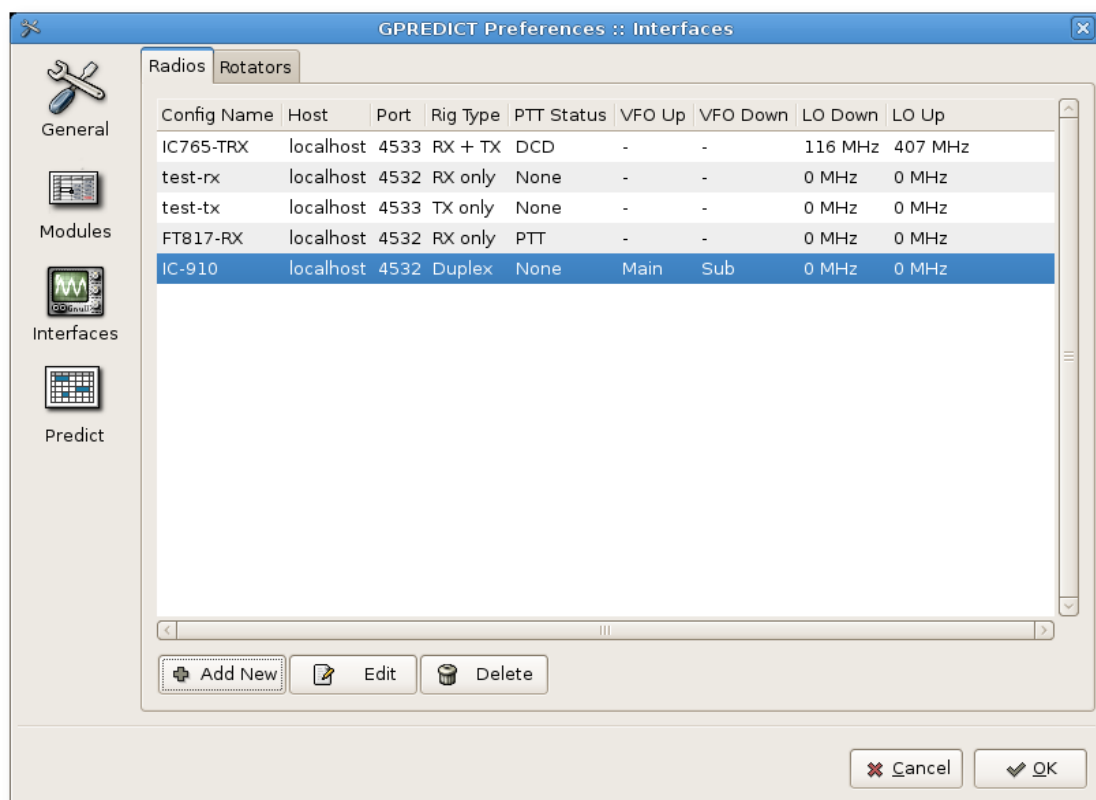 GPREDICT Preferences :: Interfaces
General
Modules
Interfaces
Predict
Radios Rotators
Config Name Host Port Rig Type PTT Status VFO Up VFO Down LO Down LO Up
IC765-TRX localhost 4533 RX + TX DCD - - 116 MHz 407 MHz
test-rx localhost 4532 RX only None - - 0 MHz 0 MHz
test-tx localhost 4533 TX only None - - 0 MHz 0 MHz
FT817-RX localhost 4532 RX only PTT - - 0 MHz 0 MHz
IC-910 localhost 4532 Duplex None Main Sub 0 MHz 0 MHz
Add New Edit Delete
Cancel OK